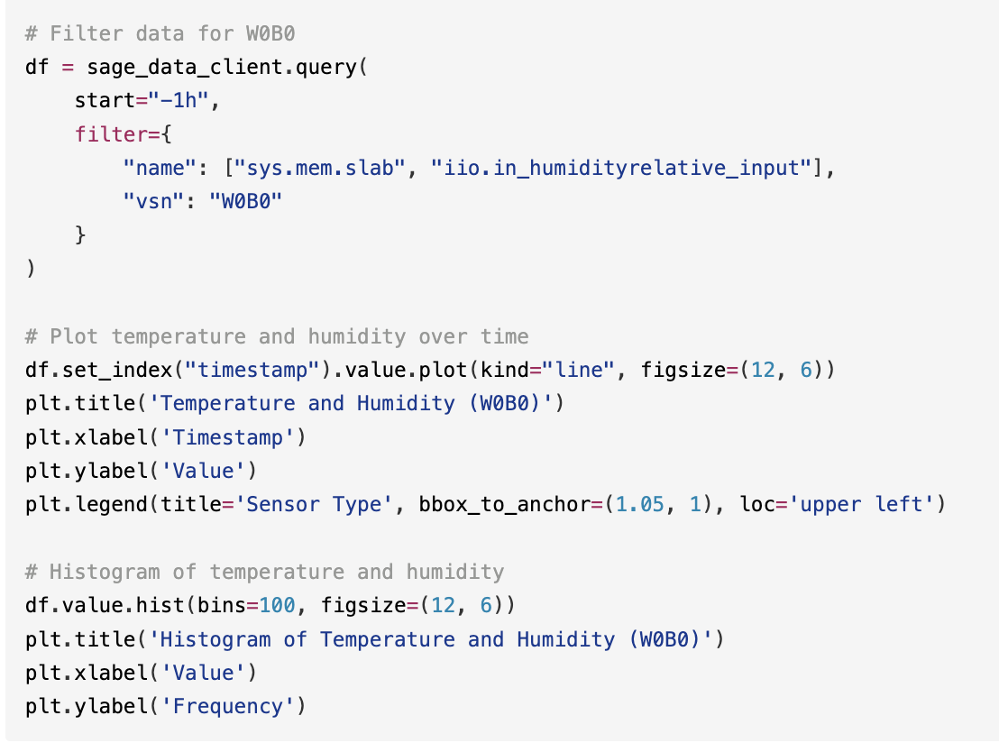 # Filter data for W0B0
df = sage_data_client.query(
    start="-1h",
    filter={
        "name": ["sys.mem.slab", "iio.in_humidityrelative_input"],
        "vsn": "W0B0"
    }
)

# Plot temperature and humidity over time
df.set_index("timestamp").value.plot(kind="line", figsize=(12, 6))
plt.title('Temperature and Humidity (W0B0)')
plt.xlabel('Timestamp')
plt.ylabel('Value')
plt.legend(title='Sensor Type', bbox_to_anchor=(1.05, 1), loc='upper left')

# Histogram of temperature and humidity
df.value.hist(bins=100, figsize=(12, 6))
plt.title('Histogram of Temperature and Humidity (W0B0)')
plt.xlabel('Value')
plt.ylabel('Frequency')